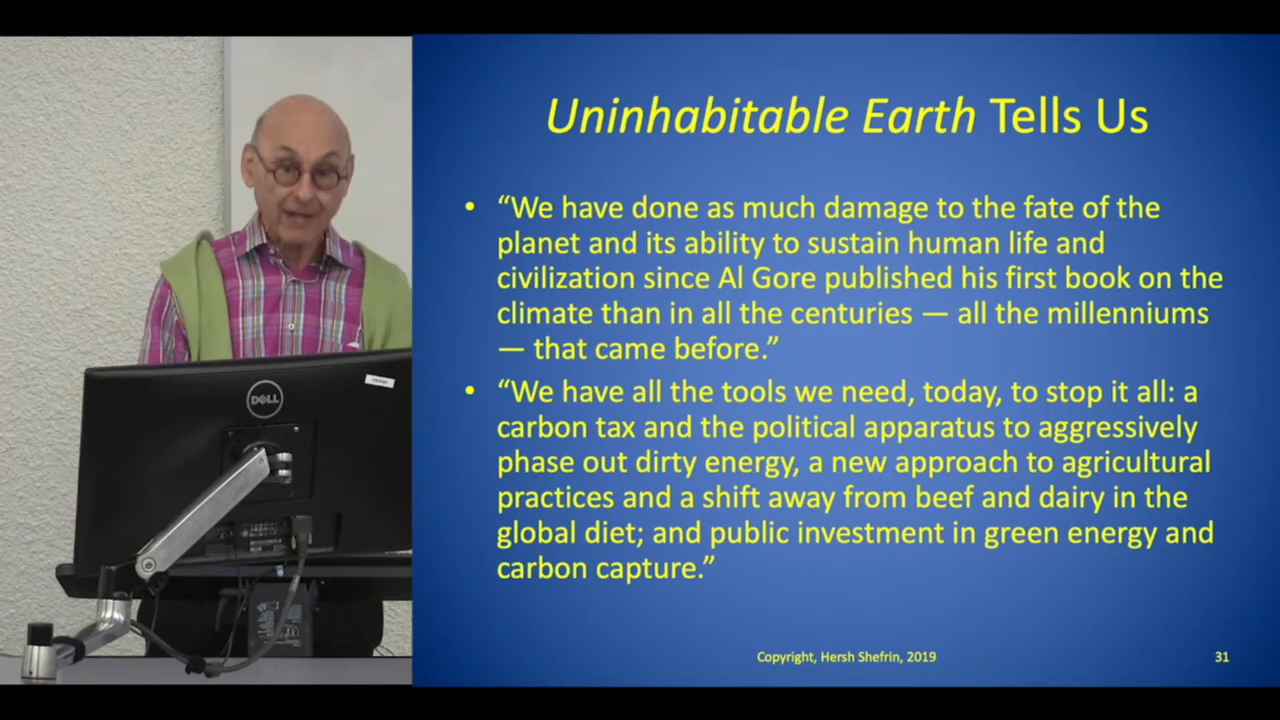 Uninhabitable Earth Tells Us
• “We have done as much damage to the fate of the
planet and its ability to sustain human life and
civilization since Al Gore published his first book on the
climate than in all the centuries — all the millenniums
— that came before.”
• “We have all the tools we need, today, to stop it all: a
carbon tax and the political apparatus to aggressively
phase out dirty energy, a new approach to agricultural
practices and a shift away from beef and dairy in the
global diet; and public investment in green energy and
carbon capture.”
Copyright, Hersh Shefrin, 2019
31
DELL